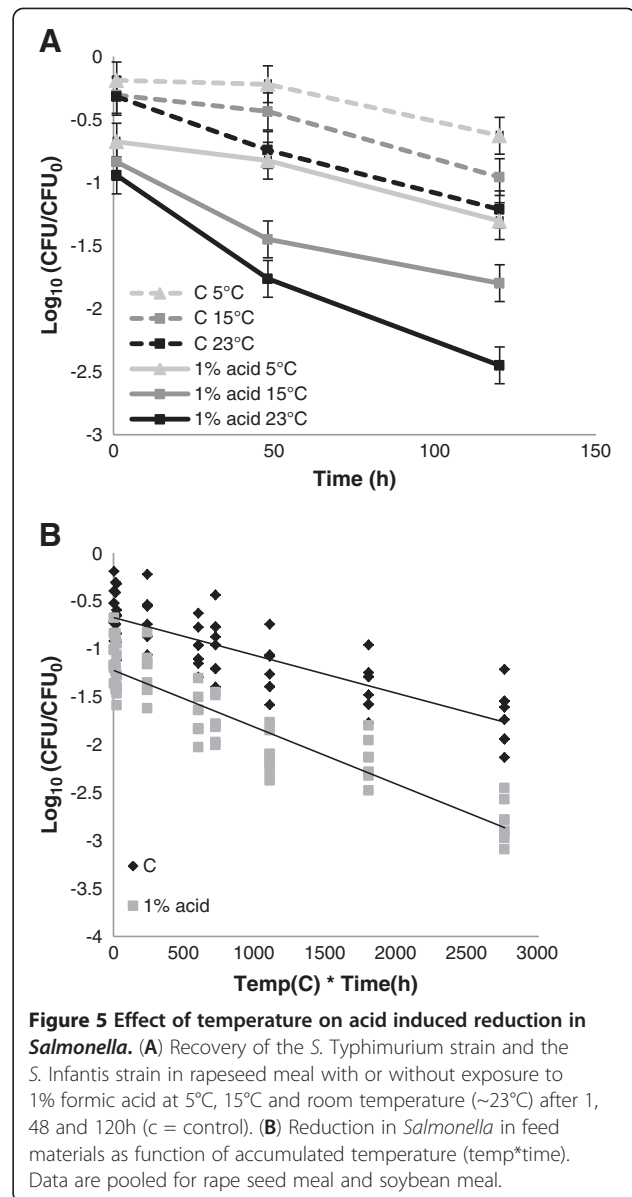 A
0
-0.5
-1
-1.5
-2
-2.5
-3
Log10 (CFU/CFU0)
C 5°C
C 15°C
C 23°C
1% acid 5°C
1% acid 15°C
1% acid 23°C
0 50 100 150
Time (h)
B
0
-0.5
-1
-1.5
-2
-2.5
-3
-3.5
-4
Log10 (CFU/CFU0)
C
1% acid
0 500 1000 1500 2000 2500 3000
Temp(C) * Time(h)
Figure 5 Effect of temperature on acid induced reduction in
Salmonella. (A) Recovery of the S. Typhimurium strain and the
S. Infantis strain in rapeseed meal with or without exposure to
1% formic acid at 5°C, 15°C and room temperature (~23°C) after 1,
48 and 120h (c = control). (B) Reduction in Salmonella in feed
materials as function of accumulated temperature (temp*time).
Data are pooled for rape seed meal and soybean meal.